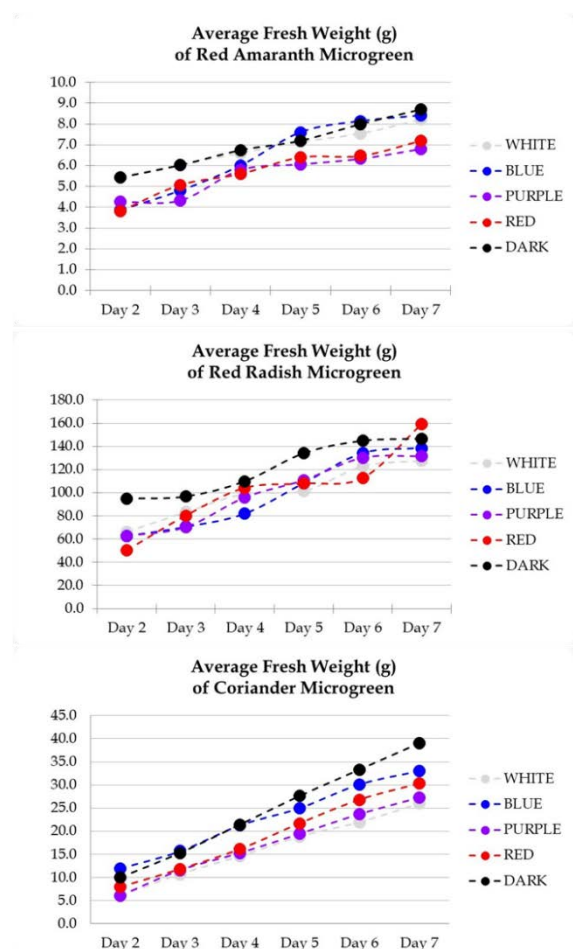 Average Fresh Weight (g)
of Red Amaranth Microgreen
10.0
9.0
8.0
7.0
6.0
5.0
4.0
3.0
2.0
1.0
0.0
Day 2 Day 3 Day 4 Day 5 Day 6 Day 7
WHITE
BLUE
PURPLE
RED
DARK
Average Fresh Weight (g)
of Red Radish Microgreen
180.0
160.0
140.0
120.0
100.0
80.0
60.0
40.0
20.0
0.0
Day 2 Day 3 Day 4 Day 5 Day 6 Day 7
WHITE
BLUE
PURPLE
RED
DARK
Average Fresh Weight (g)
of Coriander Microgreen
45.0
40.0
35.0
30.0
25.0
20.0
15.0
10.0
5.0
0.0
Day 2 Day 3 Day 4 Day 5 Day 6 Day 7
WHITE
BLUE
PURPLE
RED
DARK